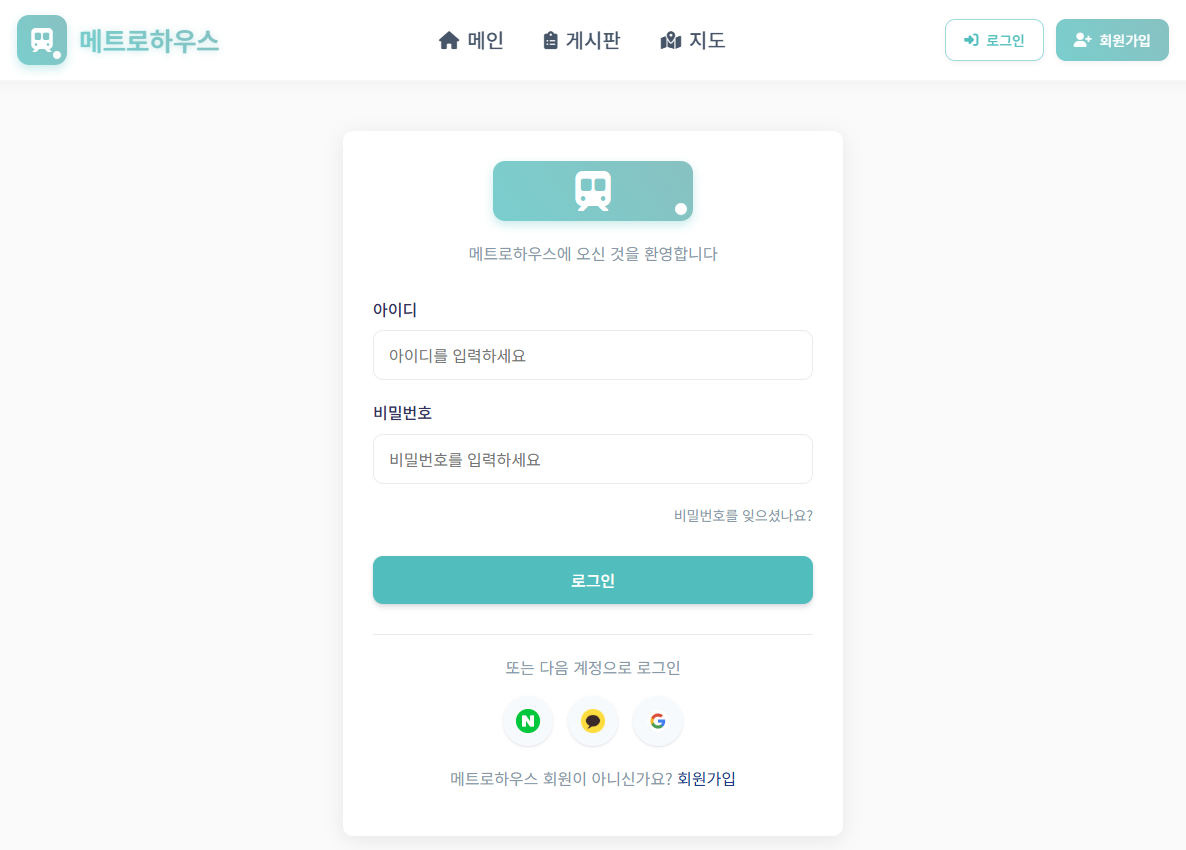 메트로하우스
메인
게시판
지도
로그인
회원가입
메트로하우스에 오신 것을 환영합니다
아이디
아이디를 입력하세요
비밀번호
비밀번호를 입력하세요
비밀번호를 잊으셨나요?
로그인
또는 다음 계정으로 로그인
N
G
메트로하우스 회원이 아니신가요? 회원가입